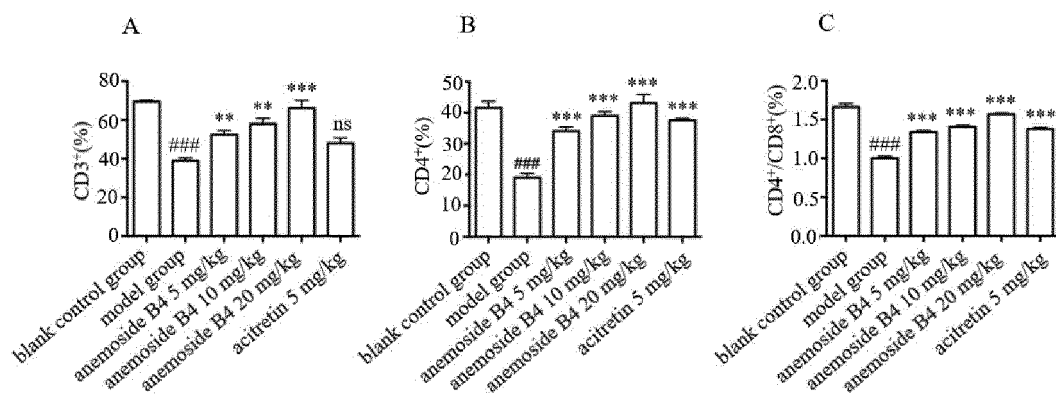 A
CD3⁺(%)
80
60
40
20
0
###
**
**
***
ns
blank control group
model group
anemoside B4 5 mg/kg
anemoside B4 10 mg/kg
anemoside B4 20 mg/kg
acitretin 5 mg/kg
B
CD4⁺(%)
50
40
30
20
10
0
###
***
***
***
***
blank control group
model group
anemoside B4 5 mg/kg
anemoside B4 10 mg/kg
anemoside B4 20 mg/kg
acitretin 5 mg/kg
C
CD4⁺/CD8⁺(%)
2.0
1.5
1.0
0.5
0.0
###
***
***
***
***
blank control group
model group
anemoside B4 5 mg/kg
anemoside B4 10 mg/kg
anemoside B4 20 mg/kg
acitretin 5 mg/kg